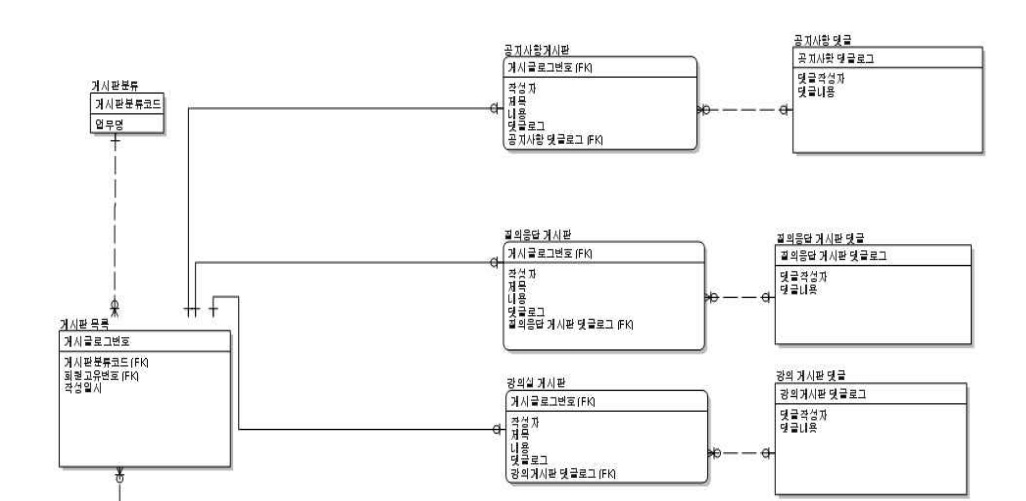 게시판분류
게시판분류코드
업무명
게시판 목록
게시글로그번호
게시판분류코드 (FK)
회원고유번호 (FK)
작성일시
공지사항게시판
게시글로그번호 (FK)
작성자
제목
내용
댓글로그
공지사항 댓글로그 (FK)
공지사항 댓글
공지사항 댓글로그
댓글작성자
댓글내용
질의응답 게시판
게시글로그번호 (FK)
작성자
제목
내용
댓글로그
질의응답 게시판 댓글로그 (FK)
질의응답 게시판 댓글
질의응답 게시판 댓글로그
댓글작성자
댓글내용
강의실 게시판
게시글로그번호 (FK)
작성자
제목
내용
댓글로그
강의게시판 댓글로그 (FK)
강의 게시판 댓글
강의게시판 댓글로그
댓글작성자
댓글내용